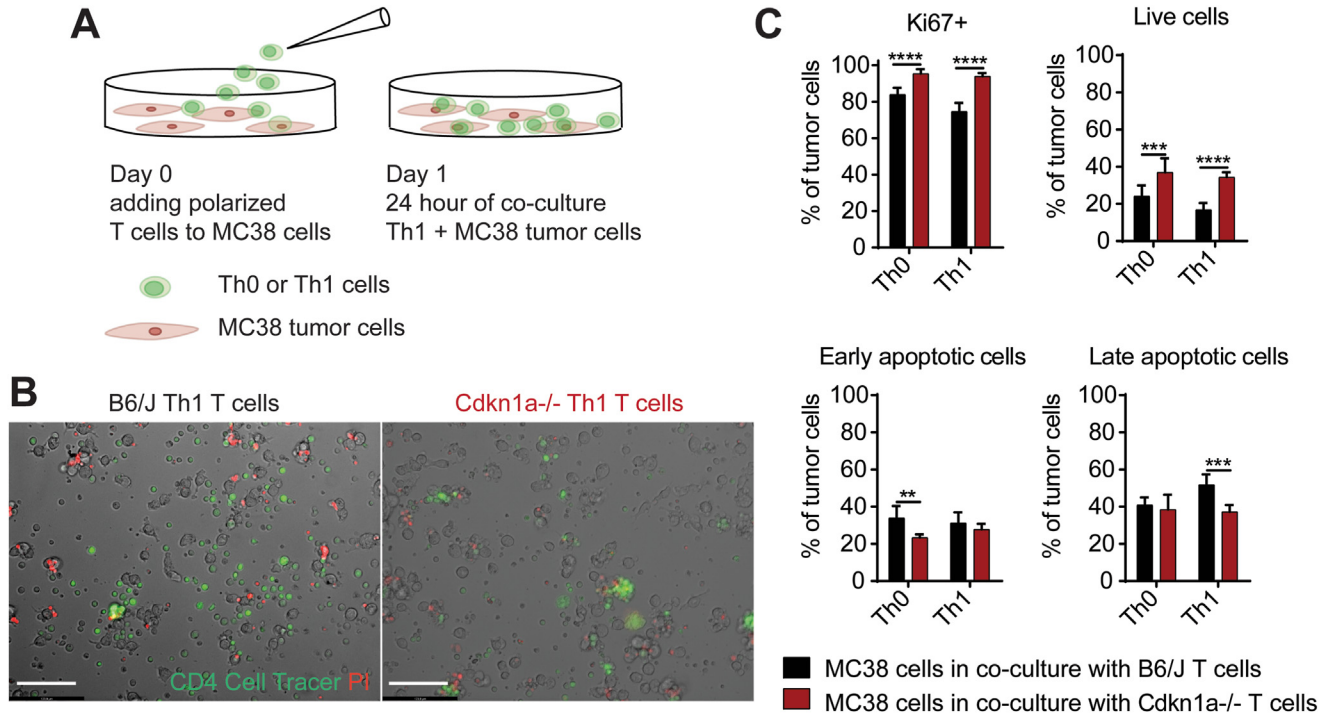 A
Day 0
adding polarized
T cells to MC38 cells
Day 1
24 hour of co-culture
Th1 + MC38 tumor cells
Th0 or Th1 cells
MC38 tumor cells
B
B6/J Th1 T cells
Cdkn1a-/- Th1 T cells
CD4 Cell Tracer PI
C
Ki67+
% of tumor cells
100
80
60
40
20
0
****
****
Th0
Th1
Live cells
% of tumor cells
100
80
60
40
20
0
***
****
Th0
Th1
Early apoptotic cells
% of tumor cells
100
80
60
40
20
0
**
Th0
Th1
Late apoptotic cells
% of tumor cells
100
80
60
40
20
0
***
Th0
Th1
MC38 cells in co-culture with B6/J T cells
MC38 cells in co-culture with Cdkn1a-/- T cells